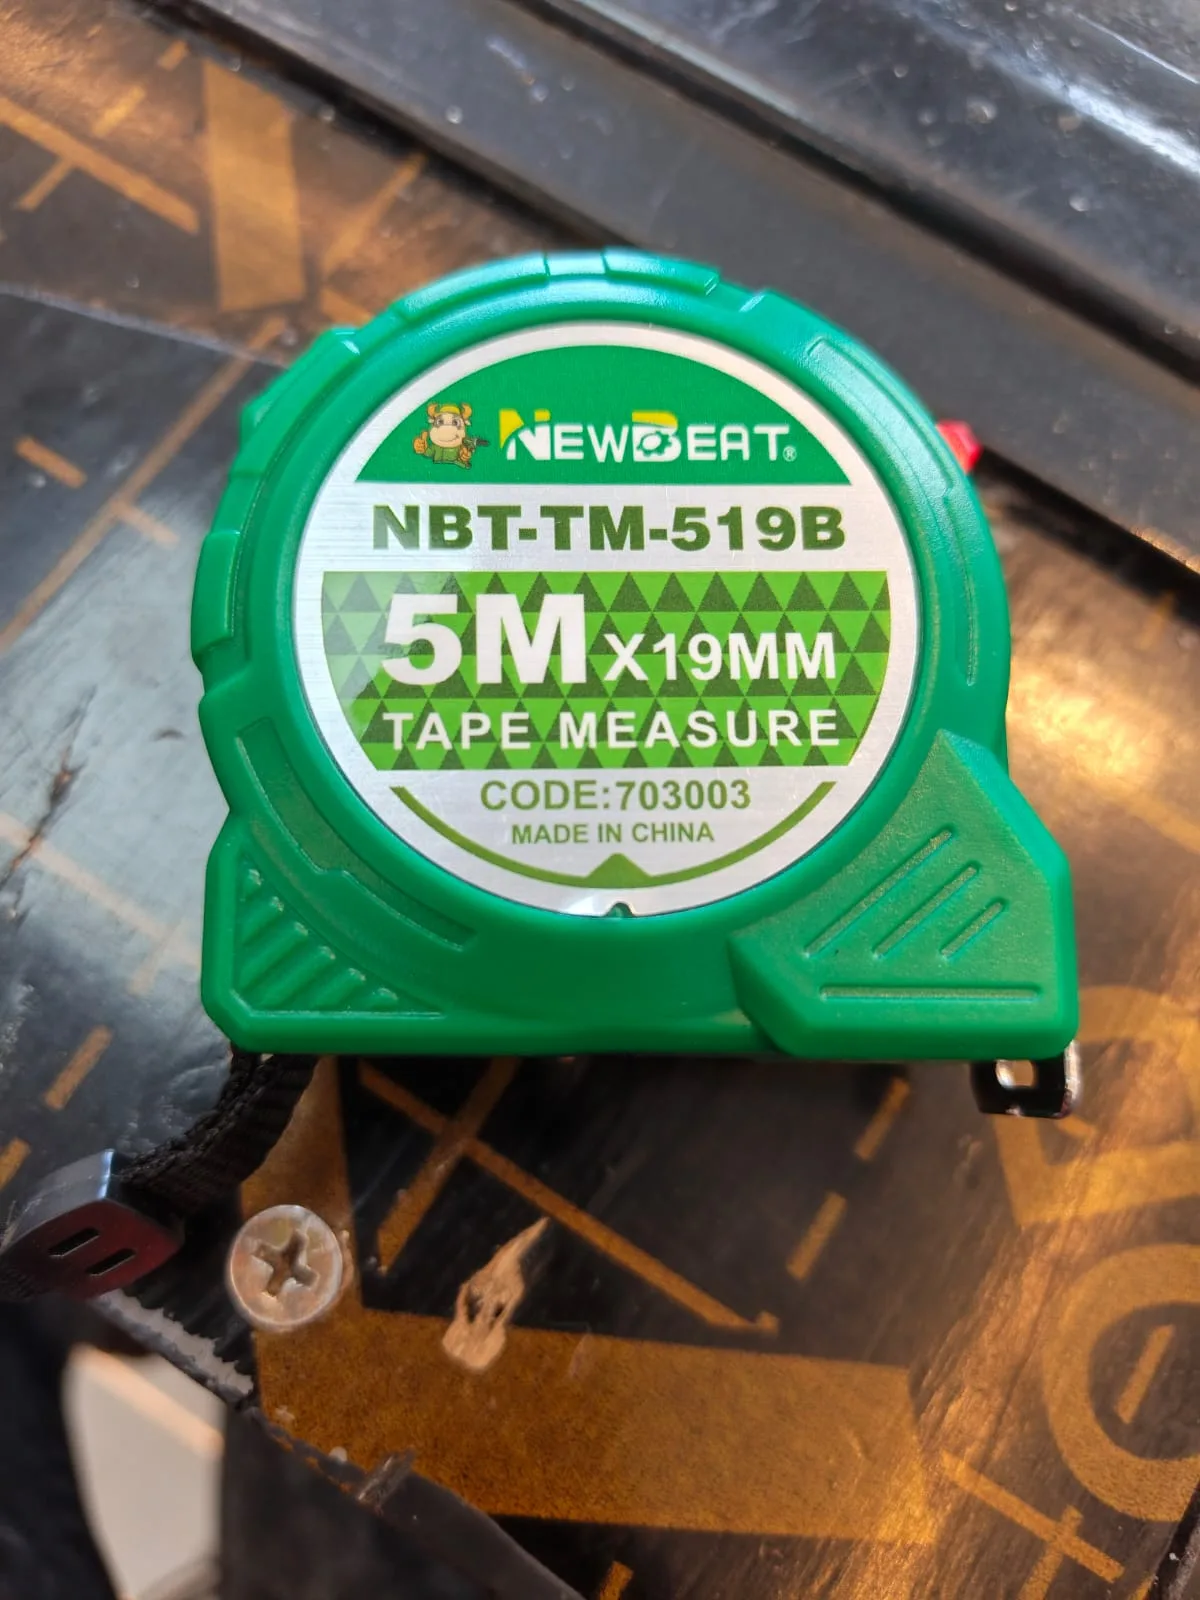 NEWBEAT®
NBT-TM-519B
5M X19MM
TAPE MEASURE
CODE:703003
MADE IN CHINA